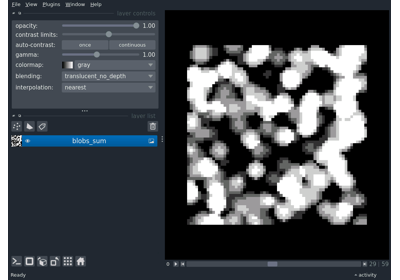 File View Plugins Window Help
layer controls
opacity: 1.00
contrast limits:
auto-contrast: once continuous
gamma: 1.00
colormap: gray
blending: translucent_no_depth
interpolation: nearest
layer list
blobs_sum
29 59
Ready
activity